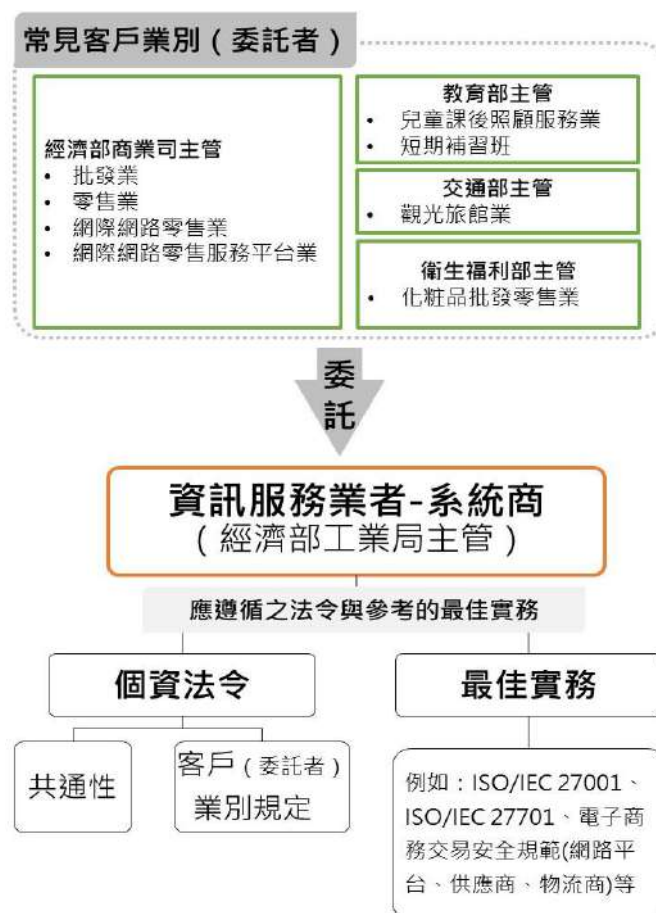 常見客戶業別（委託者）
經濟部商業司主管
• 批發業
• 零售業
• 網際網路零售業
• 網際網路零售服務平台業
教育部主管
• 兒童課後照顧服務業
• 短期補習班
交通部主管
• 觀光旅館業
衛生福利部主管
• 化粧品批發零售業
委
託
資訊服務業者-系統商
（經濟部工業局主管）
應遵循之法令與參考的最佳實務
個資法令
最佳實務
共通性
客戶（委託者）
業別規定
例如：ISO/IEC 27001、
ISO/IEC 27701、電子商
務交易安全規範(網路平
台、供應商、物流商)等